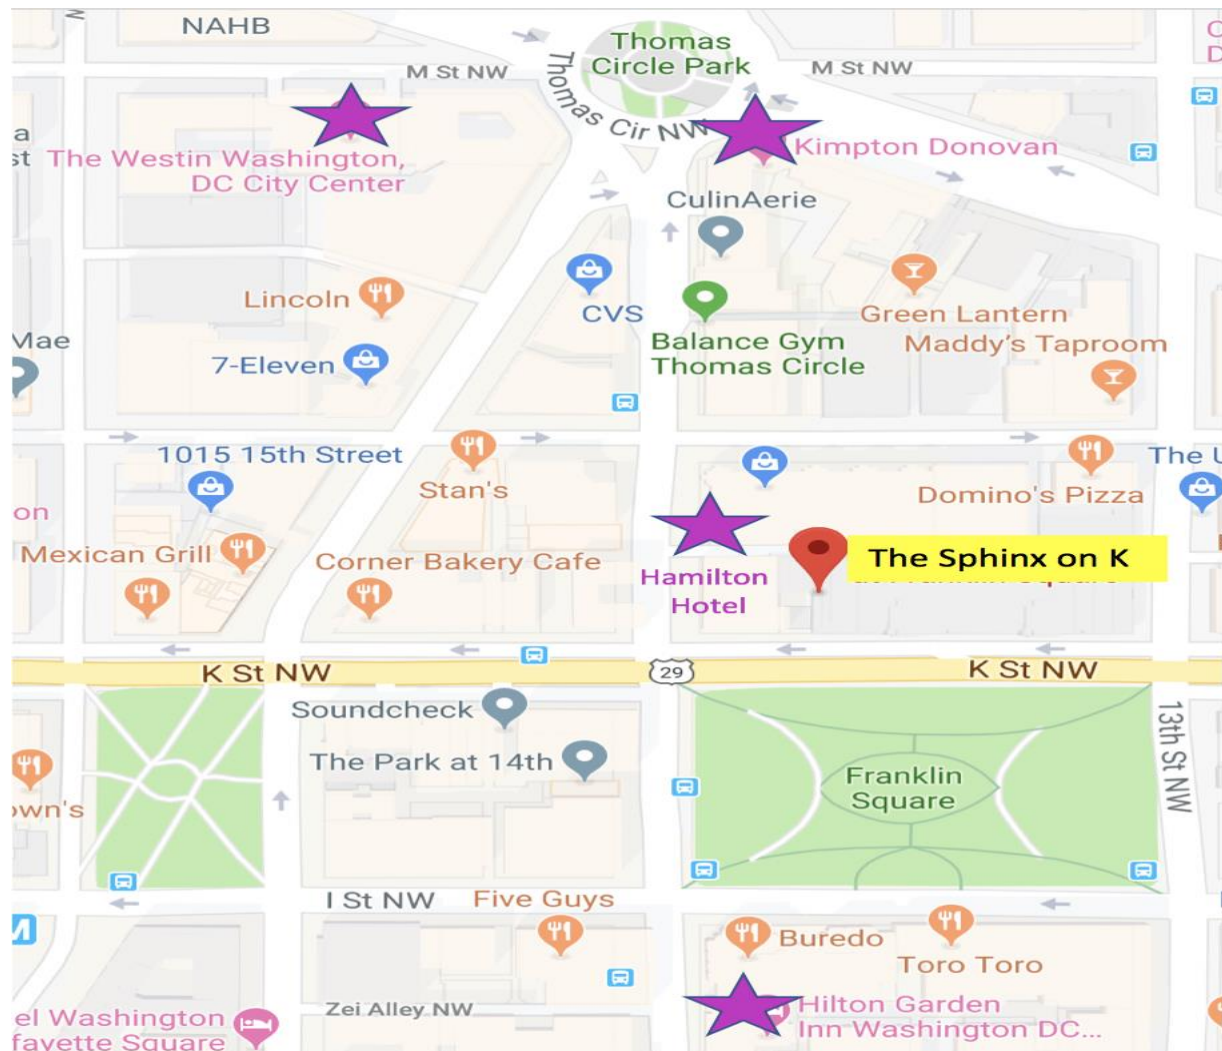 NAHB
Thomas
Circle Park
M St NW
M St NW
Thomas Cir NW
The Westin Washington,
DC City Center
Kimpton Donovan
CulinAerie
Lincoln
CVS
Green Lantern
Mae
7-Eleven
Balance Gym
Thomas Circle
Maddy's Taproom
1015 15th Street
Stan's
The U
Domino's Pizza
on
Mexican Grill
Corner Bakery Cafe
The Sphinx on K
Hamilton
Hotel
K St NW
29
K St NW
Soundcheck
The Park at 14th
13th St NW
Franklin
Square
own's
I St NW
Five Guys
Buredo
Toro Toro
Zei Alley NW
Hilton Garden
Inn Washington DC...
el Washington
fayette Square